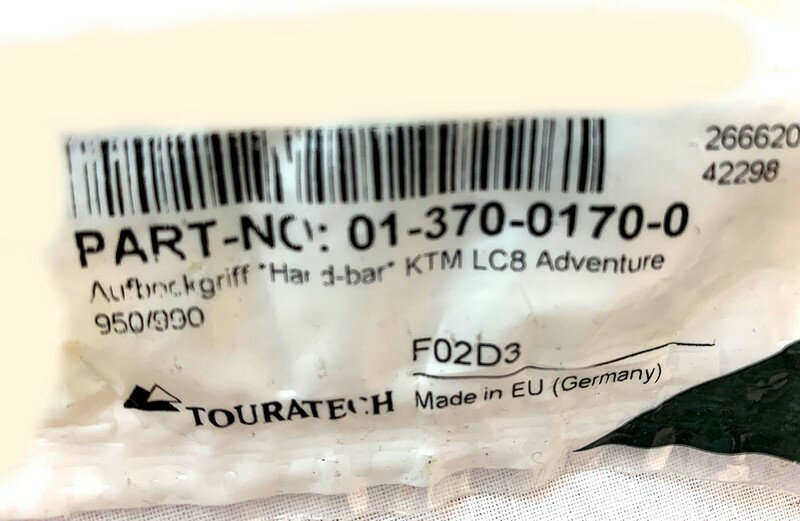 266620
42298
PART-NO: 01-370-0170-0
Aufbockgriff "Hard-bar" KTM LC8 Adventure
950/990
F02D3
TOURATECH
Made in EU (Germany)